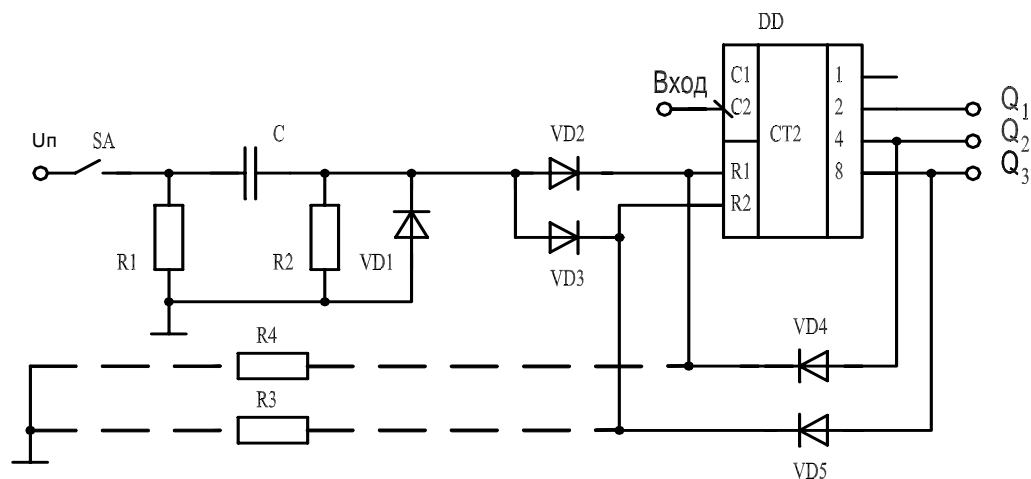 DD
C1
1
Вход
C2
2
Q1
Uп
SA
C
VD2
CT2
4
Q2
R1
8
Q3
R2
R1
R2
VD1
VD3
R4
VD4
R3
VD5